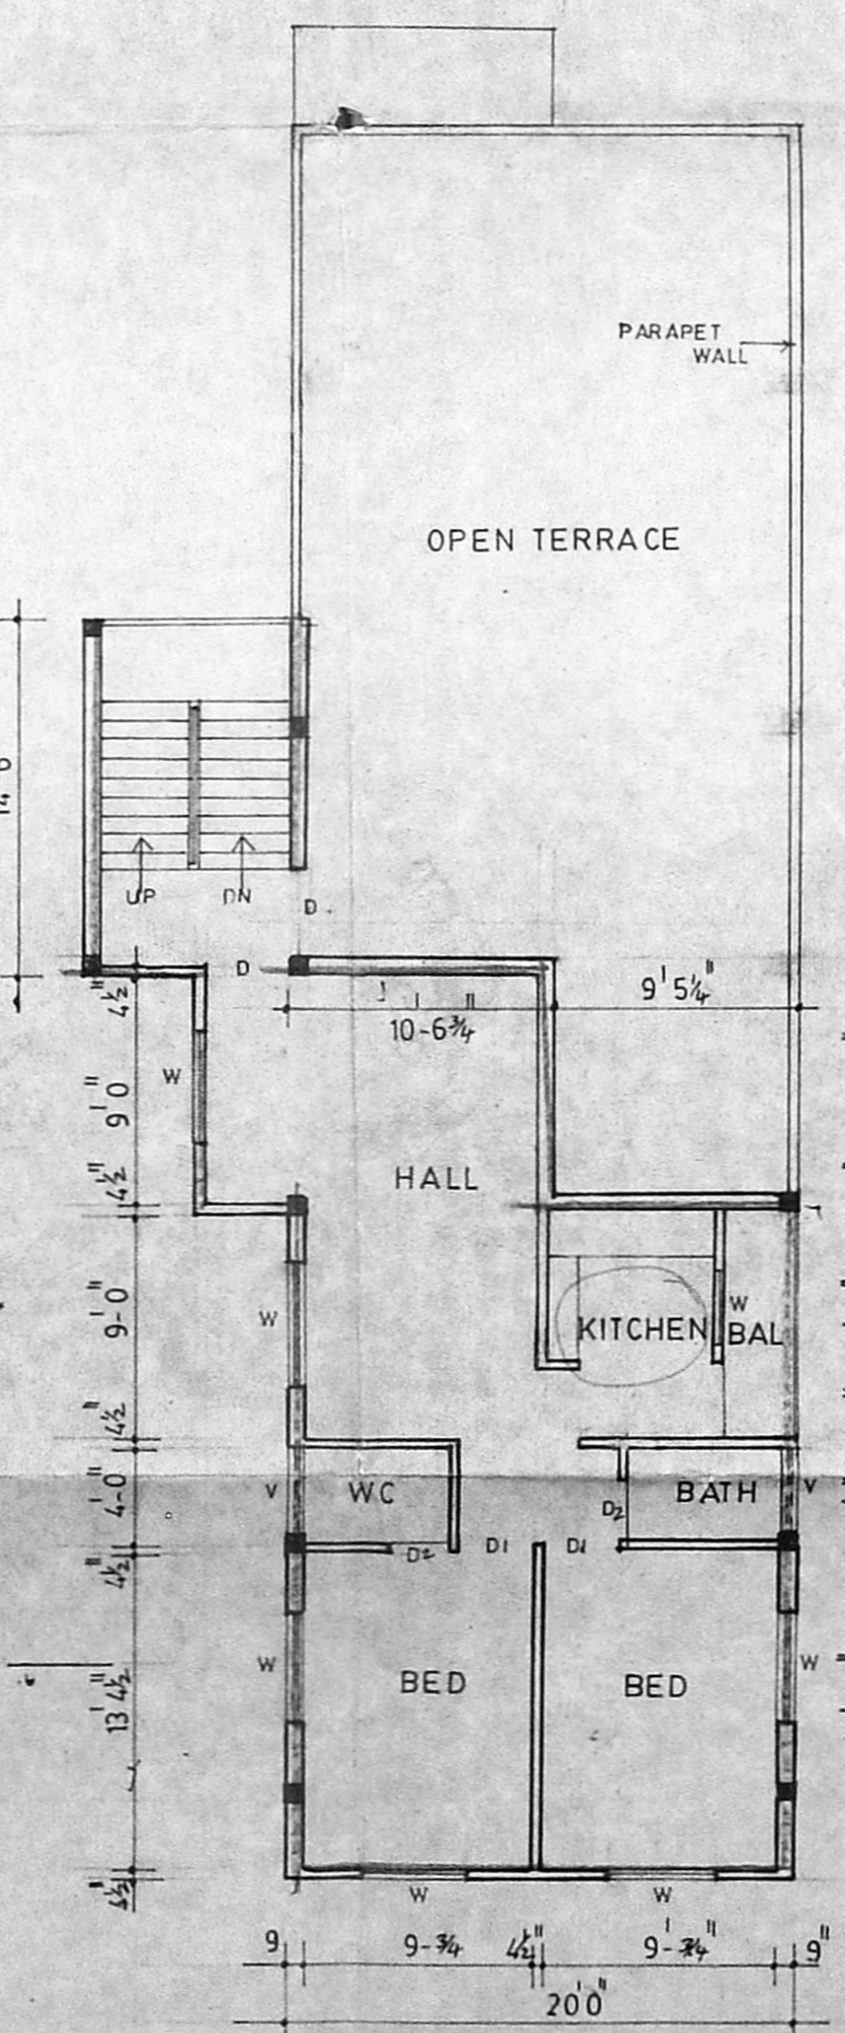 PARAPET
WALL
OPEN TERRACE
UP
DN
D
D
4½"
10-6¾"
9'5¼"
W
9'0"
HALL
4½"
W
9'-0"
W
KITCHEN
BAL
4½"
4'-0"
V
WC
D2
BATH
V
D2
D1
D1
4½"
W
BED
BED
W
13'4½"
4½"
W
W
9
9-¾
4½"
9'-¾"
9"
20'0"